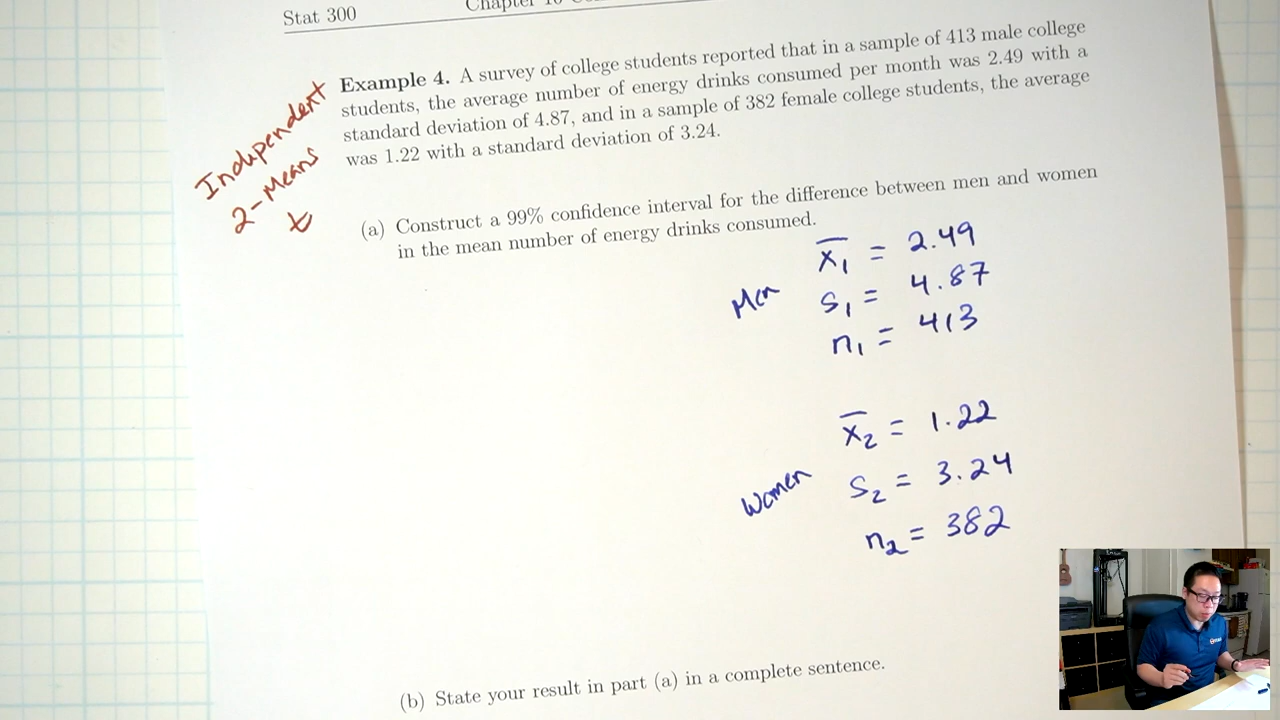 Stat 300
Chapter 10
Example 4. A survey of college students reported that in a sample of 413 male college
students, the average number of energy drinks consumed per month was 2.49 with a
standard deviation of 4.87, and in a sample of 382 female college students, the average
was 1.22 with a standard deviation of 3.24.
Independent
2-Means
t
(a) Construct a 99% confidence interval for the difference between men and women
in the mean number of energy drinks consumed.
Men
x̄₁ = 2.49
s₁ = 4.87
n₁ = 413
Women
x̄₂ = 1.22
s₂ = 3.24
n₂ = 382
(b) State your result in part (a) in a complete sentence.